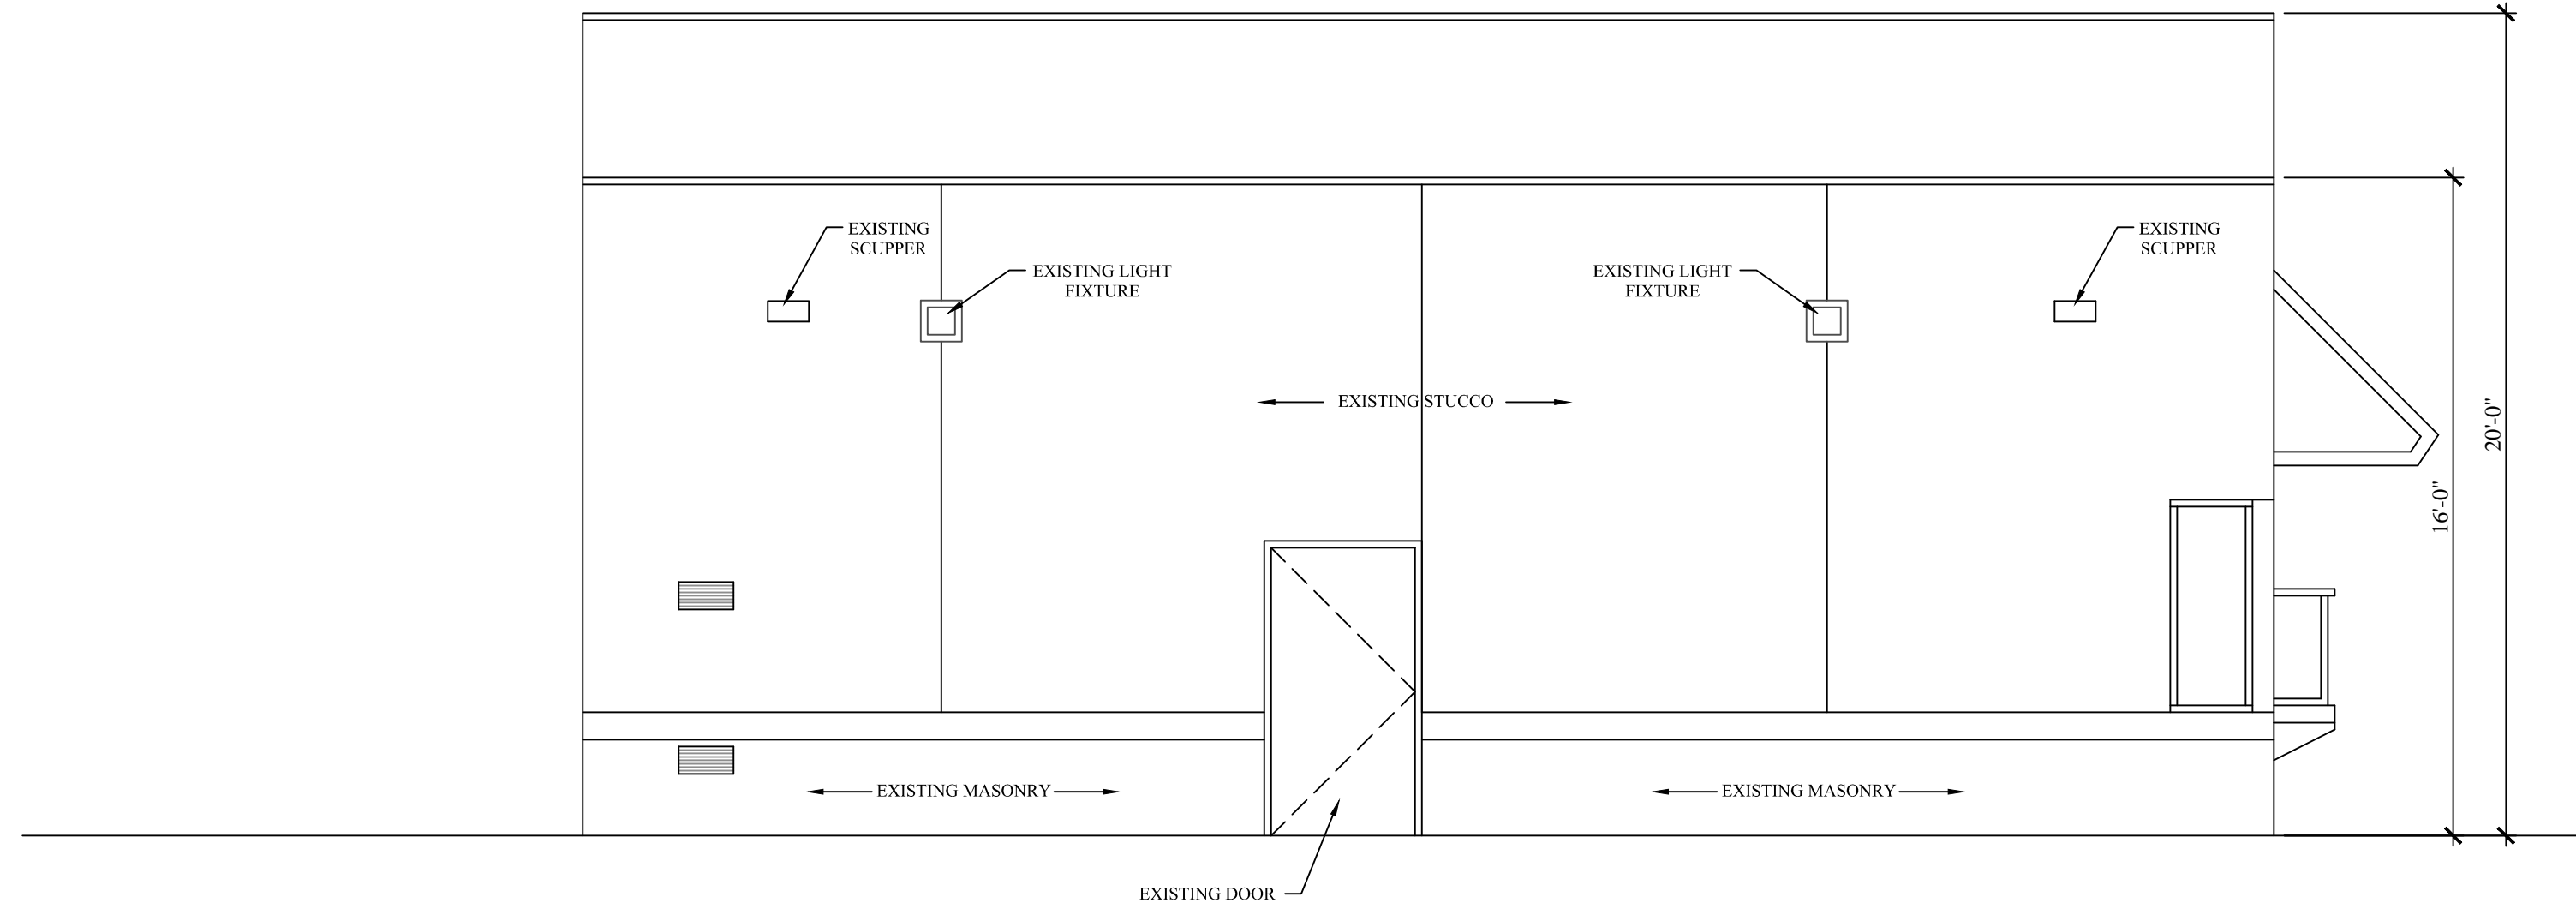 EXISTING
SCUPPER
EXISTING
SCUPPER
EXISTING LIGHT
FIXTURE
EXISTING LIGHT
FIXTURE
EXISTING STUCCO
20'-0"
16'-0"
EXISTING MASONRY
EXISTING MASONRY
EXISTING DOOR